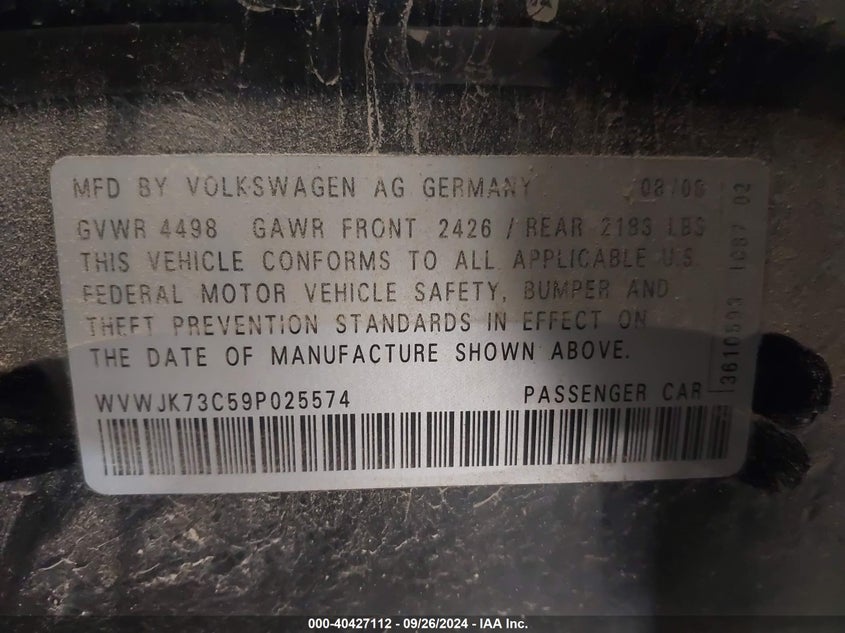 MFD BY VOLKSWAGEN AG GERMANY 08/08
GVWR 4498 GAWR FRONT 2426 / REAR 2183 LBS
THIS VEHICLE CONFORMS TO ALL APPLICABLE U.S.
FEDERAL MOTOR VEHICLE SAFETY, BUMPER AND
THEFT PREVENTION STANDARDS IN EFFECT ON
THE DATE OF MANUFACTURE SHOWN ABOVE.
WVWJK73C59P025574 PASSENGER CAR
000-40427112 - 09/26/2024 - IAA Inc.